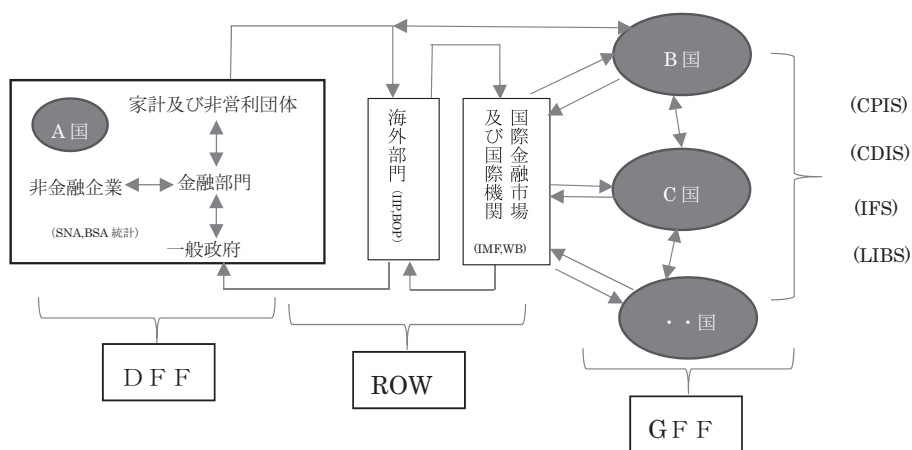 B国
家計及び非営利団体
A国
非金融企業
金融部門
(SNA,BSA 統計)
一般政府
海外部門(IIP,BOP)
国際金融市場
及び国際機関
(IMF,WB)
C国
・・国
(CPIS)
(CDIS)
(IFS)
(LIBS)
ＤＦＦ
ROW
GＦＦ